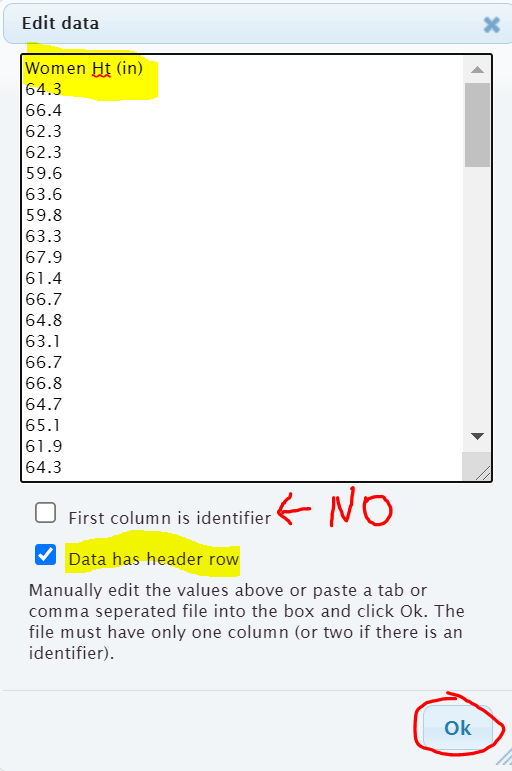 Edit data
Women Ht (in)
64.3
66.4
62.3
62.3
59.6
63.6
59.8
63.3
67.9
61.4
66.7
64.8
63.1
66.7
66.8
64.7
65.1
61.9
64.3
First column is identifier ← NO
Data has header row
Manually edit the values above or paste a tab or
comma seperated file into the box and click Ok. The
file must have only one column (or two if there is an
identifier).
Ok